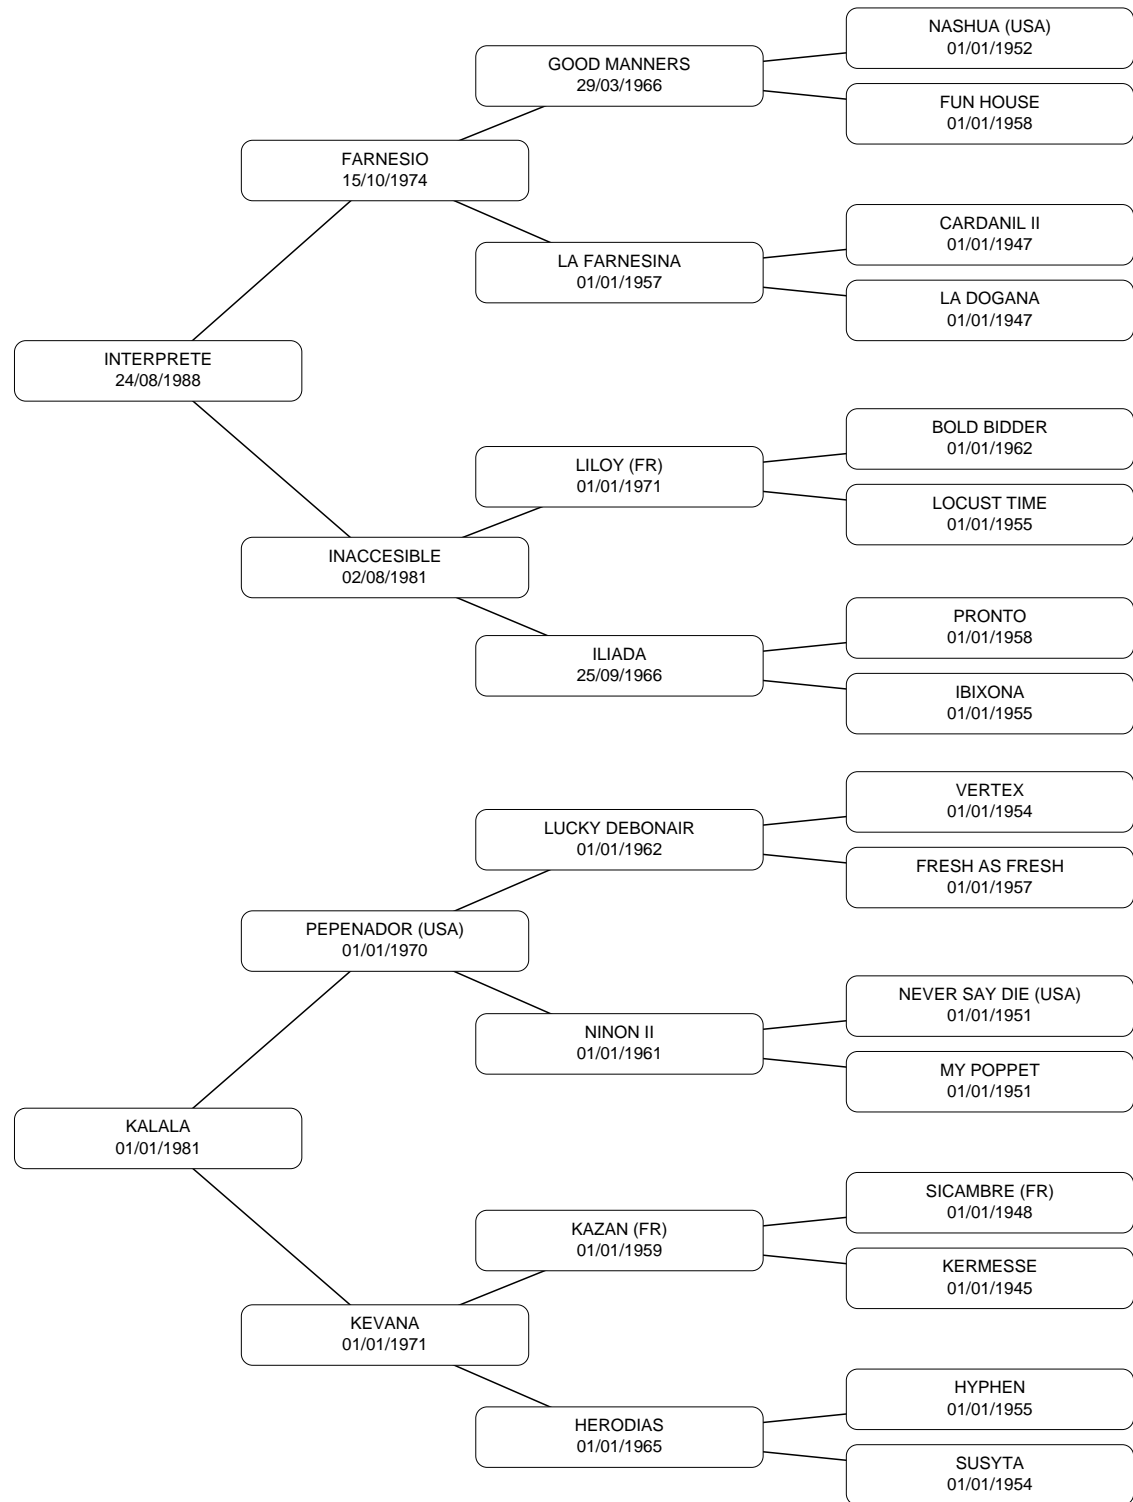 NASHUA (USA)
01/01/1952
GOOD MANNERS
29/03/1966
FUN HOUSE
01/01/1958
FARNESIO
15/10/1974
CARDANIL II
01/01/1947
LA FARNESINA
01/01/1957
LA DOGANA
01/01/1947
INTERPRETE
24/08/1988
BOLD BIDDER
01/01/1962
LILOY (FR)
01/01/1971
LOCUST TIME
01/01/1955
INACCESIBLE
02/08/1981
PRONTO
01/01/1958
ILIADA
25/09/1966
IBIXONA
01/01/1955
VERTEX
01/01/1954
LUCKY DEBONAIR
01/01/1962
FRESH AS FRESH
01/01/1957
PEPENADOR (USA)
01/01/1970
NEVER SAY DIE (USA)
01/01/1951
NINON II
01/01/1961
MY POPPET
01/01/1951
KALALA
01/01/1981
SICAMBRE (FR)
01/01/1948
KAZAN (FR)
01/01/1959
KERMESSE
01/01/1945
KEVANA
01/01/1971
HYPHEN
01/01/1955
HERODIAS
01/01/1965
SUSYTA
01/01/1954